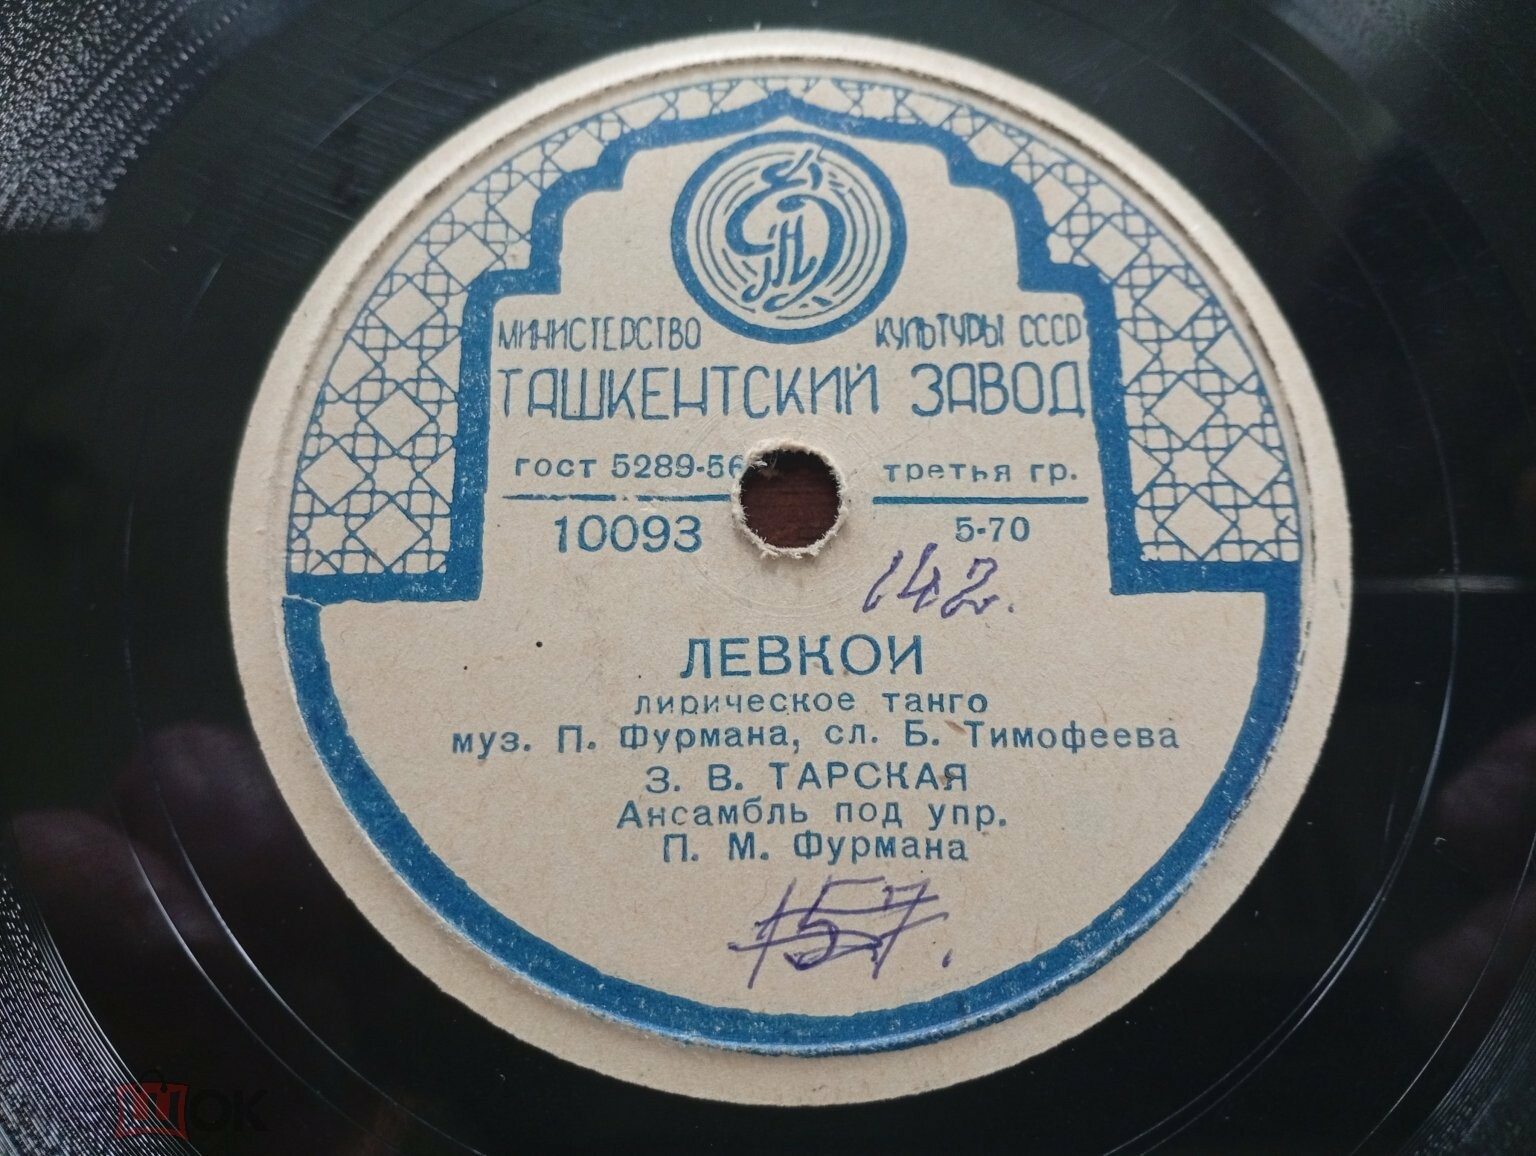 МИНИСТЕРСТВО КУЛЬТУРЫ СССР
ТАШКЕНТСКИЙ ЗАВОД
ГОСТ 5289-56 третья гр.
10093 5-70
142.
ЛЕВКОИ
лирическое танго
муз. П. Фурмана, сл. Б. Тимофеева
З. В. ТАРСКАЯ
Ансамбль под упр.
П. М. Фурмана
157.